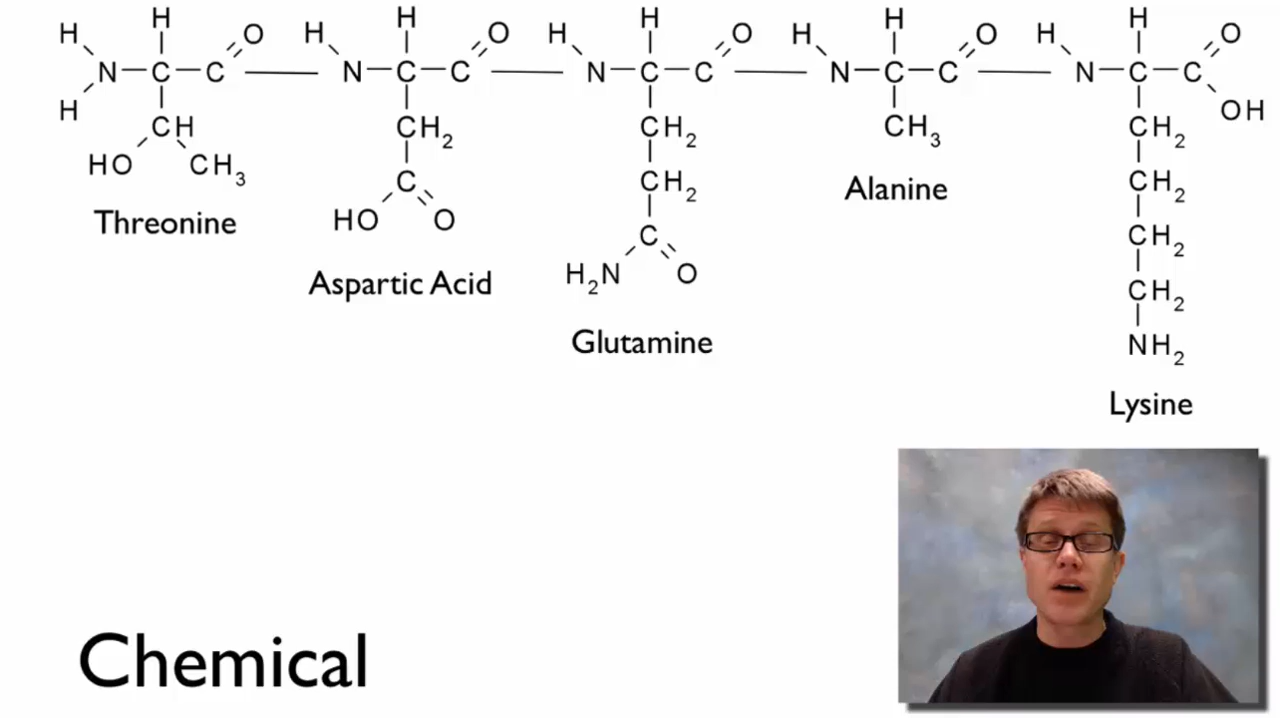 H H O H H O H H O H H O H H O
N C C N C C N C C N C C N C C
H OH
CH CH2 CH2 CH3 CH2
HO CH3
C CH2 CH2
Threonine
HO O
Alanine
C CH2
Aspartic Acid
H2N O
CH2
Glutamine
NH2
Lysine
Chemical